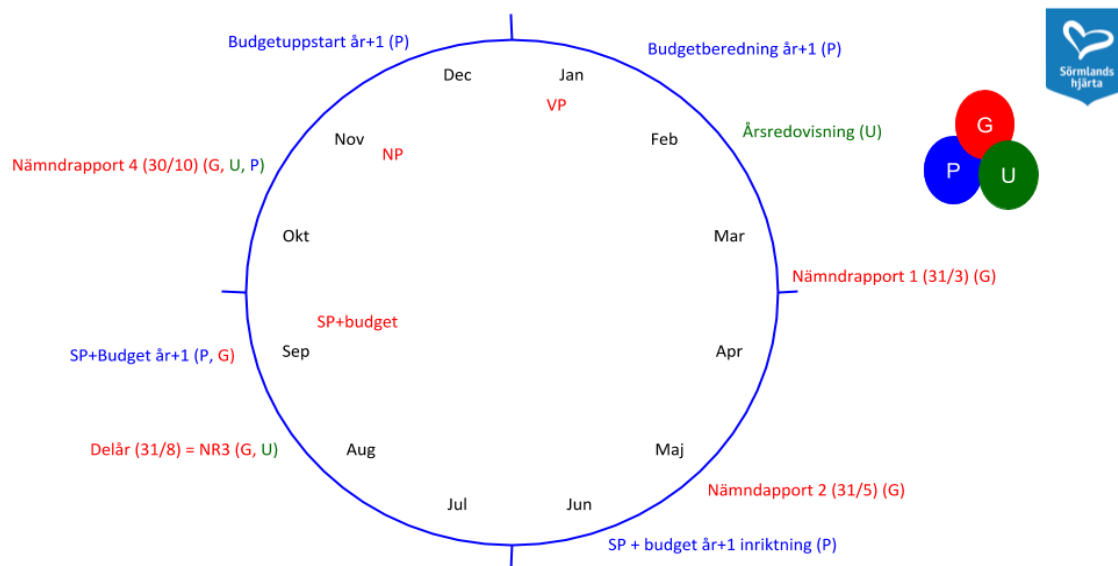 Budgetuppstart år+1 (P)
Budgetberedning år+1 (P)
Sörmlands
hjärta
Dec
Jan
VP
G
P
U
Årsredovisning (U)
Nov
Feb
NP
Nämndrapport 4 (30/10) (G, U, P)
Okt
Mar
Nämndrapport 1 (31/3) (G)
SP+budget
SP+Budget år+1 (P, G)
Sep
Apr
Delår (31/8) = NR3 (G, U)
Aug
Maj
Nämndapport 2 (31/5) (G)
Jul
Jun
SP + budget år+1 inriktning (P)